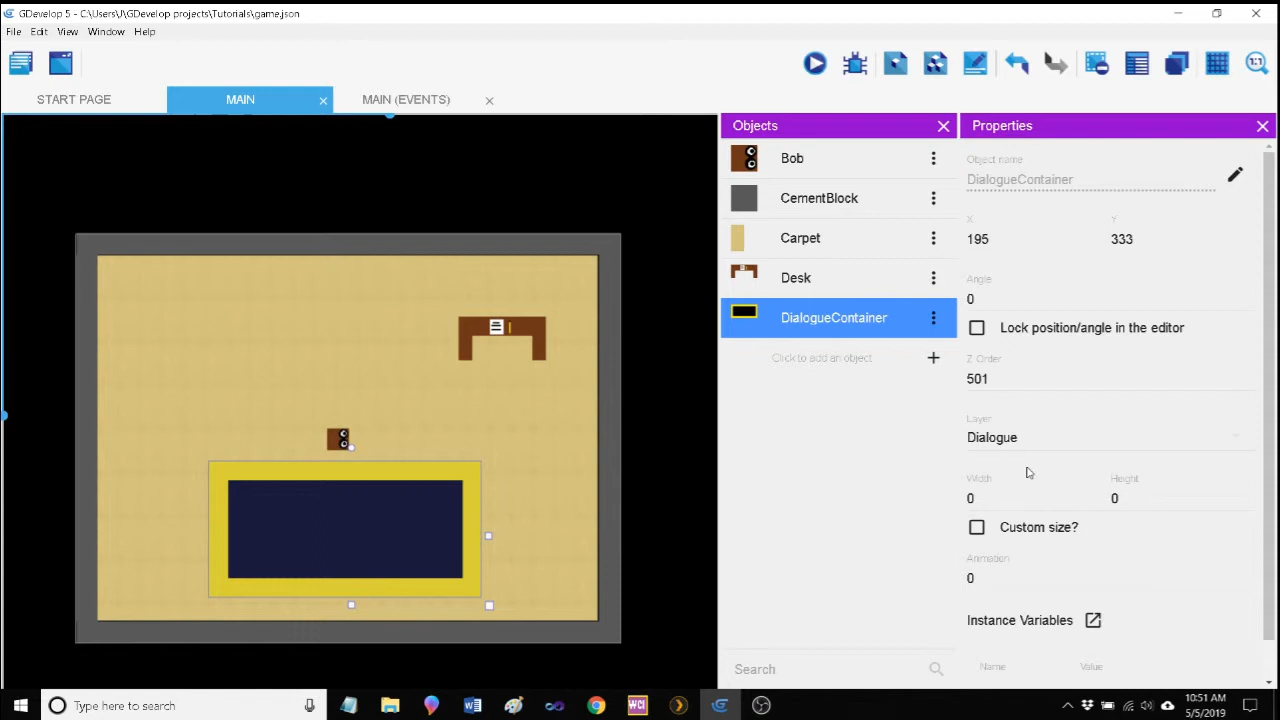 GDevelop 5 - C:\Users\J\GDevelop projects\Tutorials\game.json
File Edit View Window Help
START PAGE MAIN MAIN (EVENTS)
Objects
Bob
CementBlock
Carpet
Desk
DialogueContainer
Click to add an object
Search
Properties
Object name
DialogueContainer
X Y
195 333
Angle
0
Lock position/angle in the editor
Z Order
501
Layer
Dialogue
Width Height
0 0
Custom size?
Animation
0
Instance Variables
Name Value
Type here to search
10:51 AM
5/5/2019